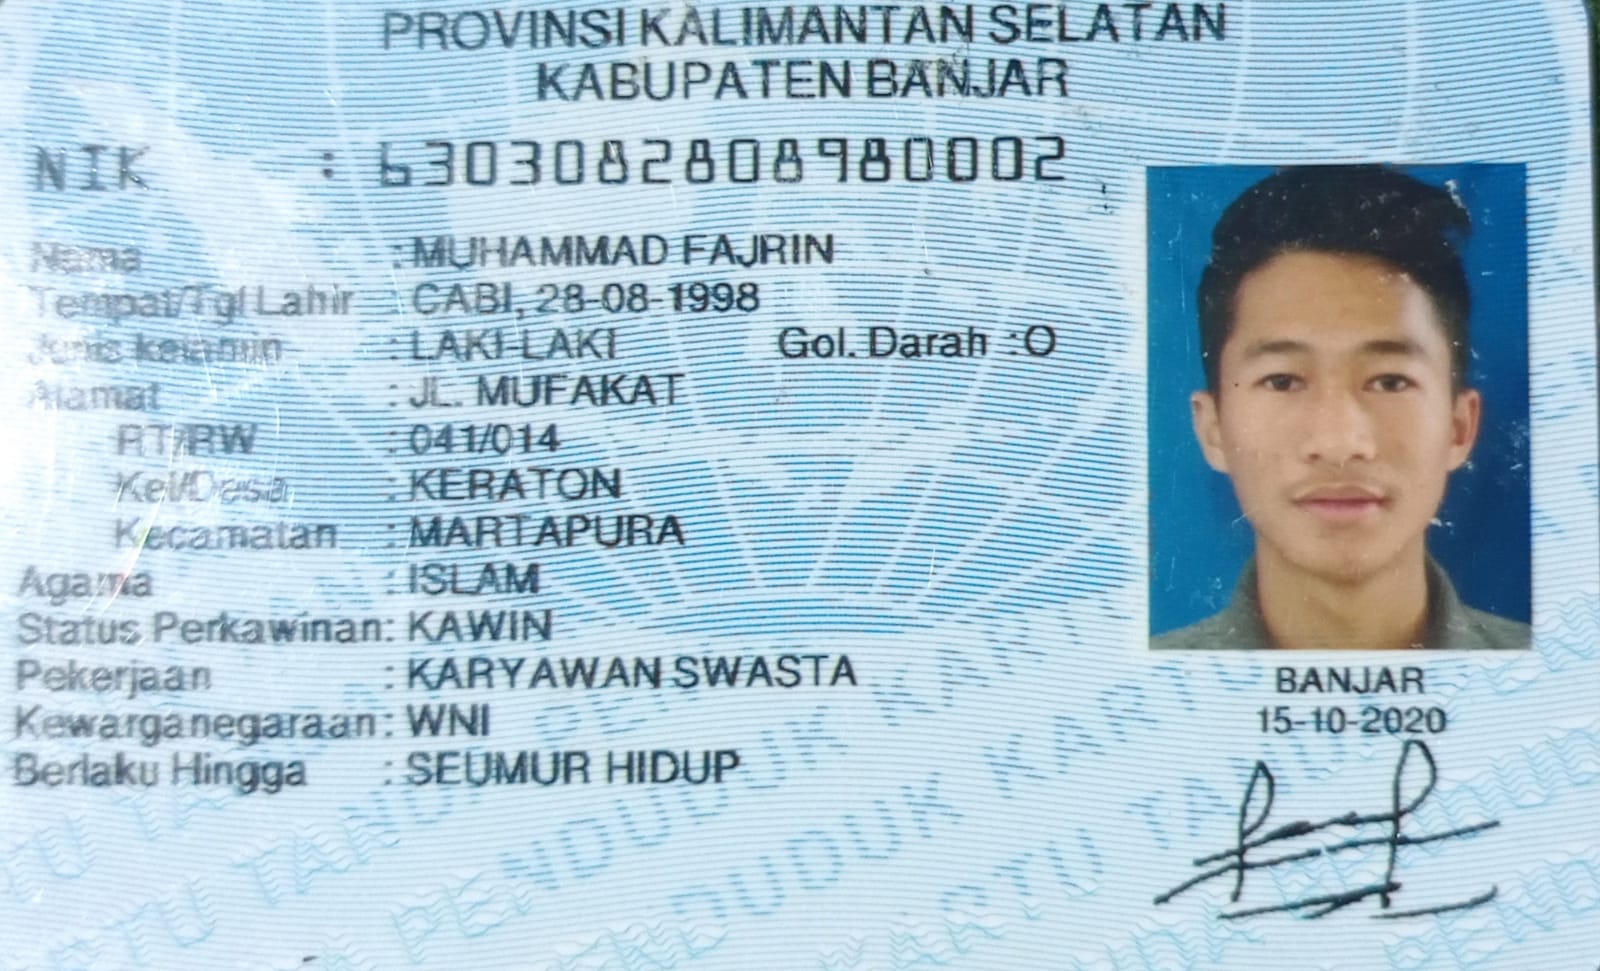 PROVINSI KALIMANTAN SELATAN
KABUPATEN BANJAR
NIK : 6303082808980002
Nama : MUHAMMAD FAJRIN
Tempat/Tgl Lahir : CABI, 28-08-1998
Jenis kelamin : LAKI-LAKI Gol. Darah : O
Alamat : JL. MUFAKAT
RT/RW : 041/014
Kel/Desa : KERATON
Kecamatan : MARTAPURA
Agama : ISLAM
Status Perkawinan: KAWIN
Pekerjaan : KARYAWAN SWASTA
Kewarganegaraan: WNI
Berlaku Hingga : SEUMUR HIDUP
BANJAR
15-10-2020